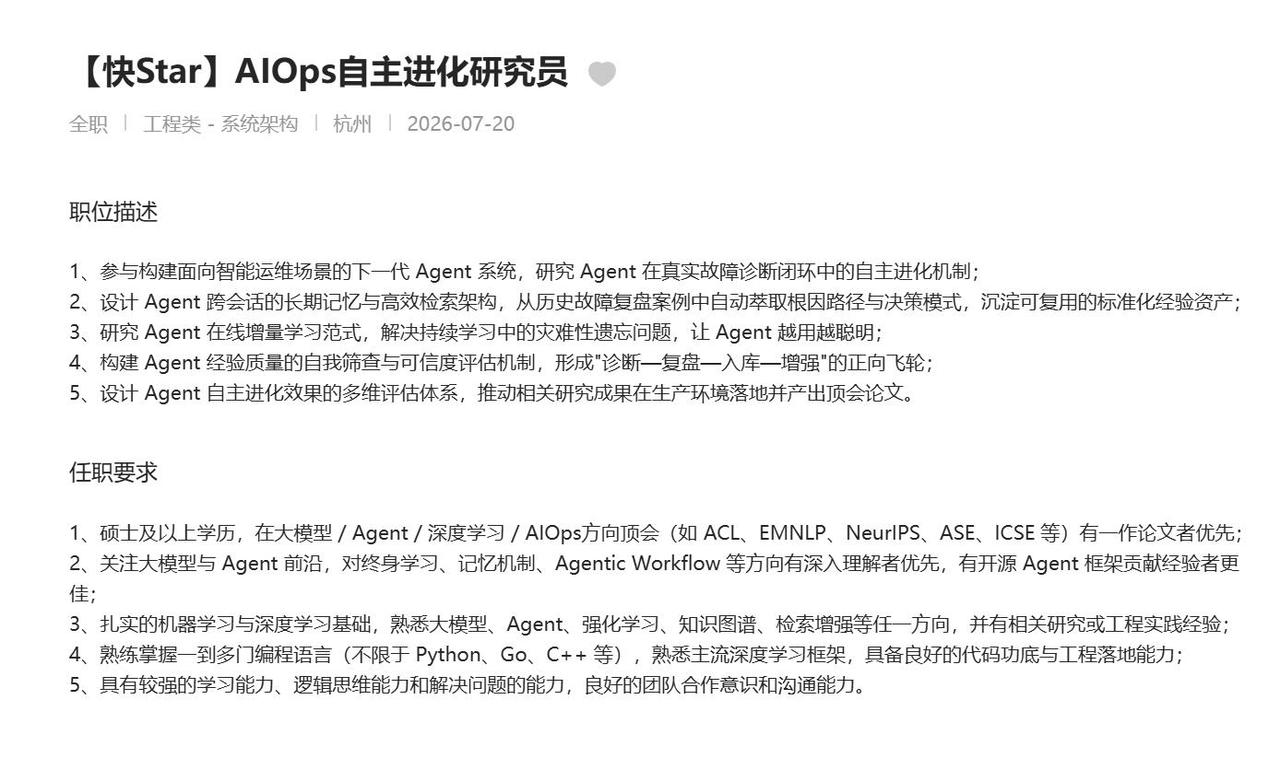 【快Star】AIOps自主进化研究员
全职 | 工程类 - 系统架构 | 杭州 | 2026-07-20
职位描述
1、参与构建面向智能运维场景的下一代 Agent 系统，研究 Agent 在真实故障诊断闭环中的自主进化机制；
2、设计 Agent 跨会话的长期记忆与高效检索架构，从历史故障复盘案例中自动萃取根因路径与决策模式，沉淀可复用的标准化经验资产；
3、研究 Agent 在线增量学习范式，解决持续学习中的灾难性遗忘问题，让 Agent 越用越聪明；
4、构建 Agent 经验质量的自我筛查与可信度评估机制，形成"诊断—复盘—入库—增强"的正向飞轮；
5、设计 Agent 自主进化效果的多维评估体系，推动相关研究成果在生产环境落地并产出顶会论文。
任职要求
1、硕士及以上学历，在大模型 / Agent / 深度学习 / AIOps方向顶会（如 ACL、EMNLP、NeurIPS、ASE、ICSE 等）有一作论文者优先；
2、关注大模型与 Agent 前沿，对终身学习、记忆机制、Agentic Workflow 等方向有深入理解者优先，有开源 Agent 框架贡献经验者更
佳；
3、扎实的机器学习与深度学习基础，熟悉大模型、Agent、强化学习、知识图谱、检索增强等任一方向，并有相关研究或工程实践经验；
4、熟练掌握一到多门编程语言（不限于 Python、Go、C++ 等），熟悉主流深度学习框架，具备良好的代码功底与工程落地能力；
5、具有较强的学习能力、逻辑思维能力和解决问题的能力，良好的团队合作意识和沟通能力。